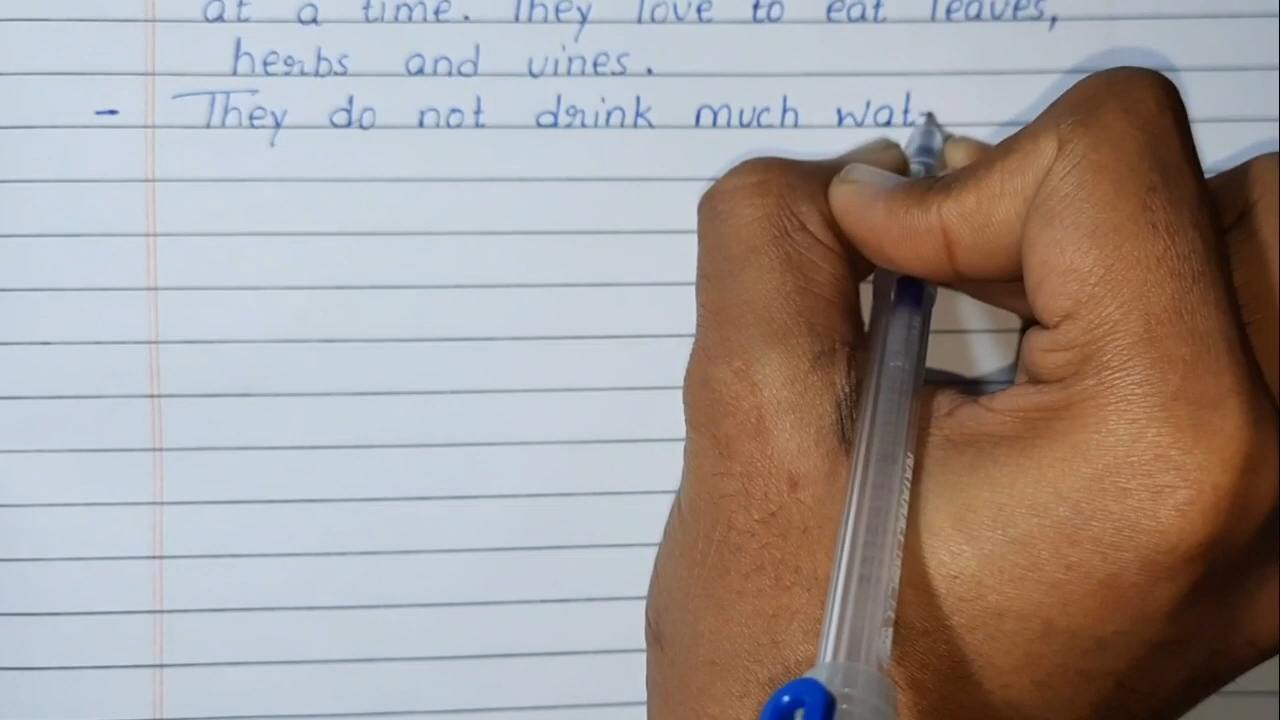 at a time. They love to eat leaves,
herbs and vines.
- They do not drink much wat